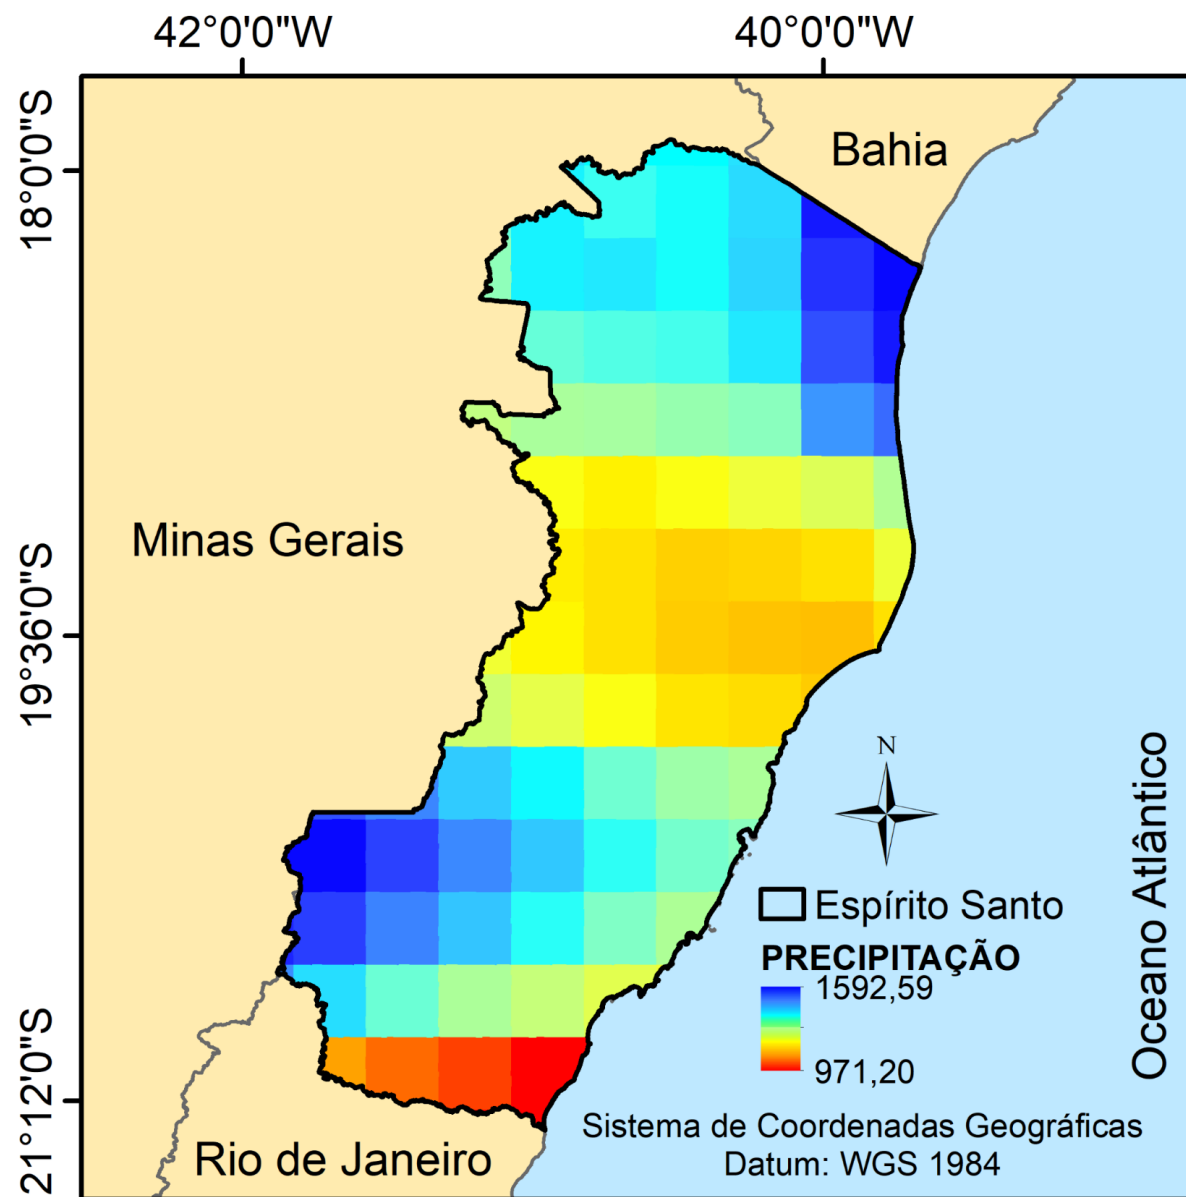 42°0'0"W
40°0'0"W
18°0'0"S
Bahia
Minas Gerais
19°36'0"S
N
Oceano Atlântico
Espírito Santo
PRECIPITAÇÃO
1592,59
971,20
21°12'0"S
Sistema de Coordenadas Geográficas
Datum: WGS 1984
Rio de Janeiro